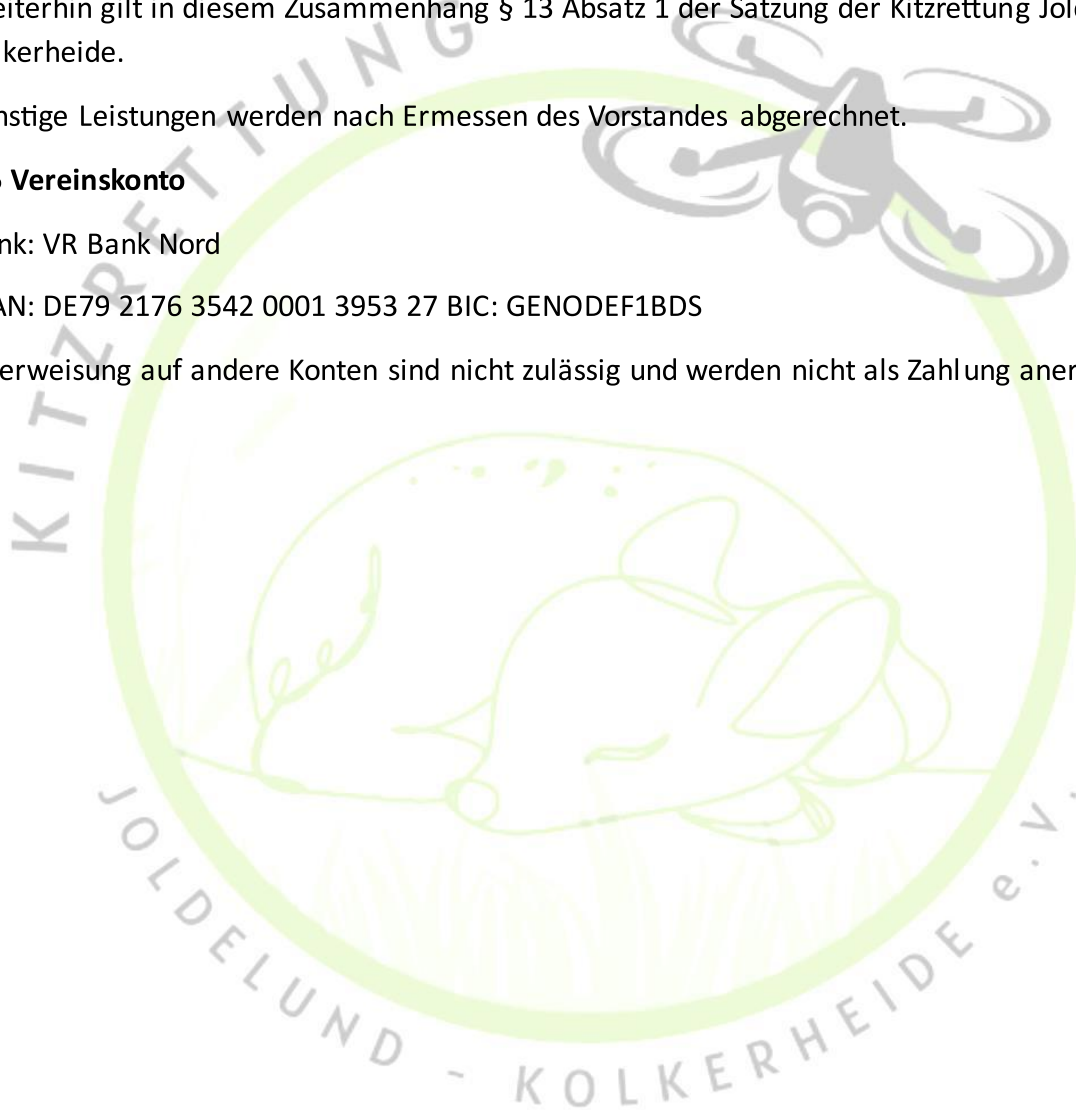 eiterhin gilt in diesem Zusammenhang § 13 Absatz 1 der Satzung der Kitzrettung Jold
kerheide.
nstige Leistungen werden nach Ermessen des Vorstandes abgerechnet.
Vereinskonto
nk: VR Bank Nord
AN: DE79 2176 3542 0001 3953 27 BIC: GENODEF1BDS
erweisung auf andere Konten sind nicht zulässig und werden nicht als Zahlung aner
KITZRETTUNG
JOLDELUND - KOLKERHEIDE e.V.